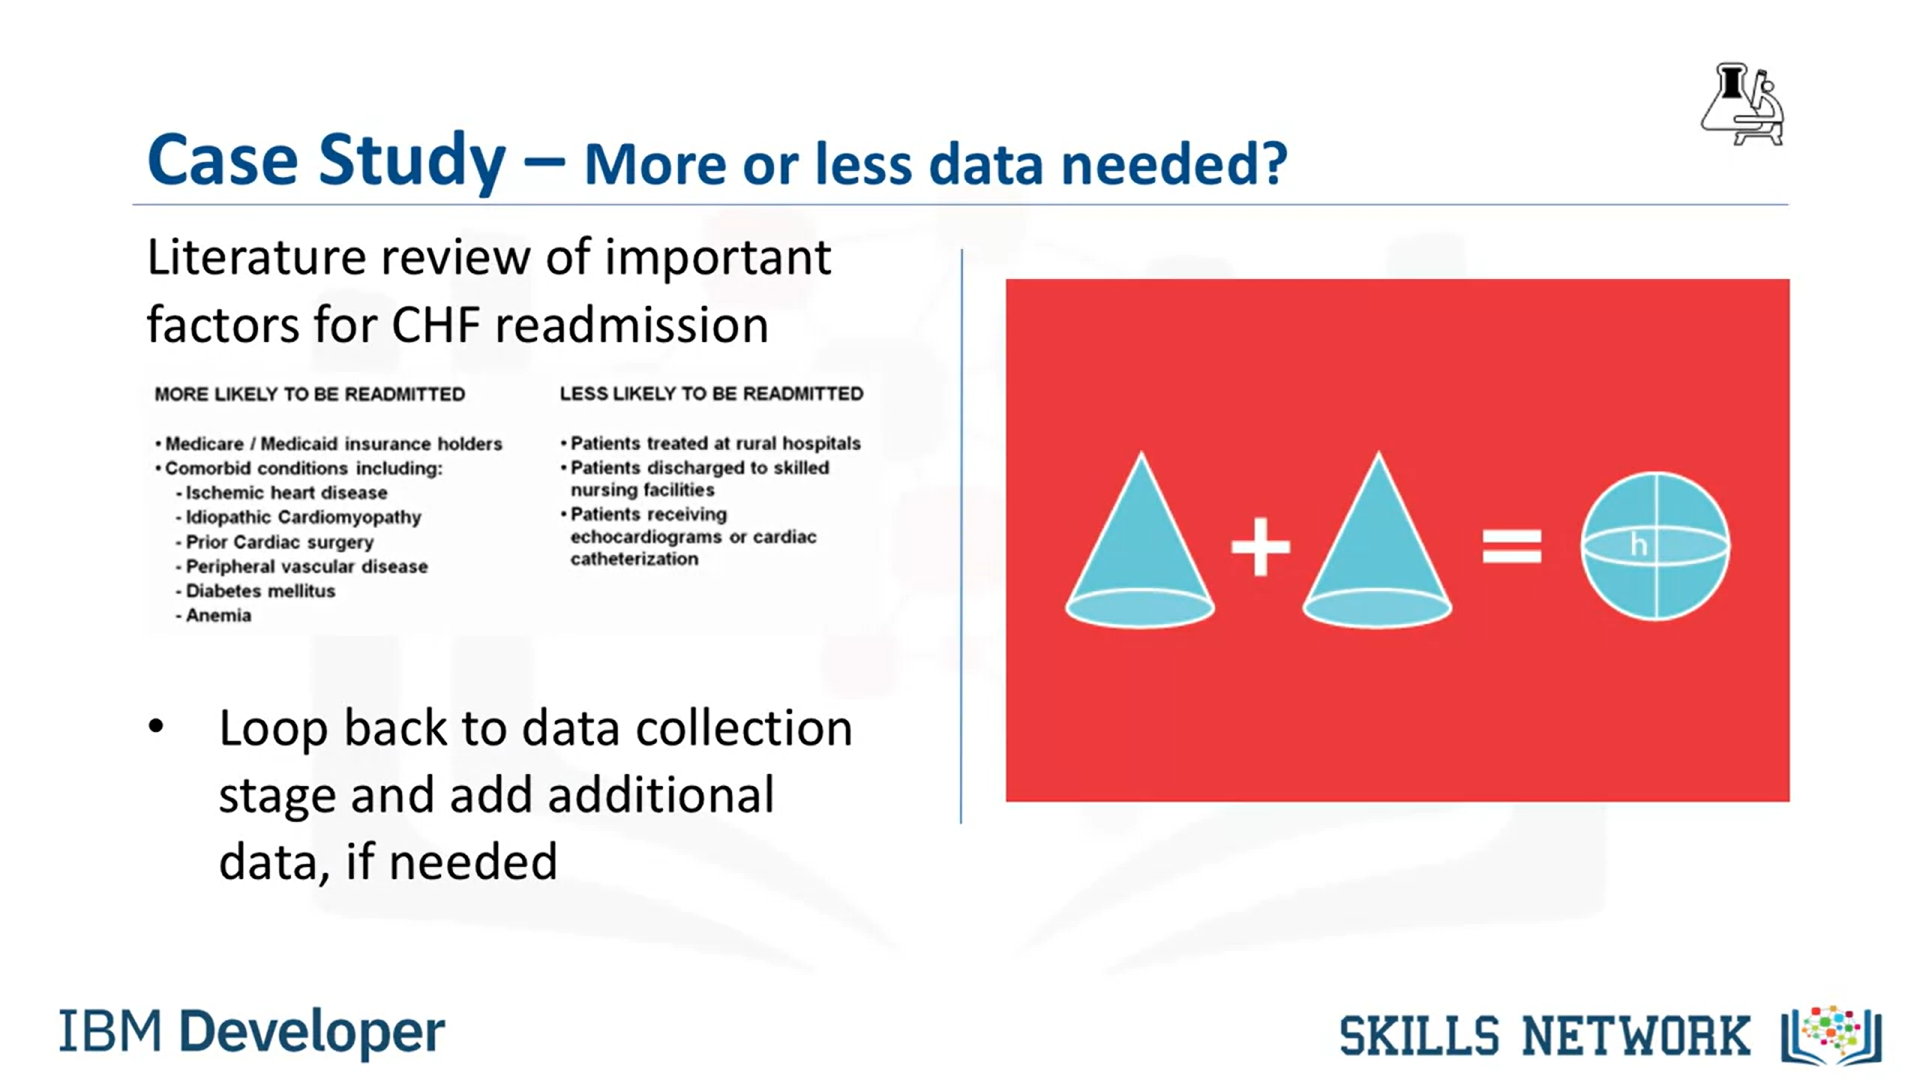 Case Study – More or less data needed?
Literature review of important
factors for CHF readmission
MORE LIKELY TO BE READMITTED
• Medicare / Medicaid insurance holders
• Comorbid conditions including:
- Ischemic heart disease
- Idiopathic Cardiomyopathy
- Prior Cardiac surgery
- Peripheral vascular disease
- Diabetes mellitus
- Anemia
LESS LIKELY TO BE READMITTED
• Patients treated at rural hospitals
• Patients discharged to skilled
nursing facilities
• Patients receiving
echocardiograms or cardiac
catheterization
• Loop back to data collection
stage and add additional
data, if needed
+ =
h
IBM Developer
SKILLS NETWORK